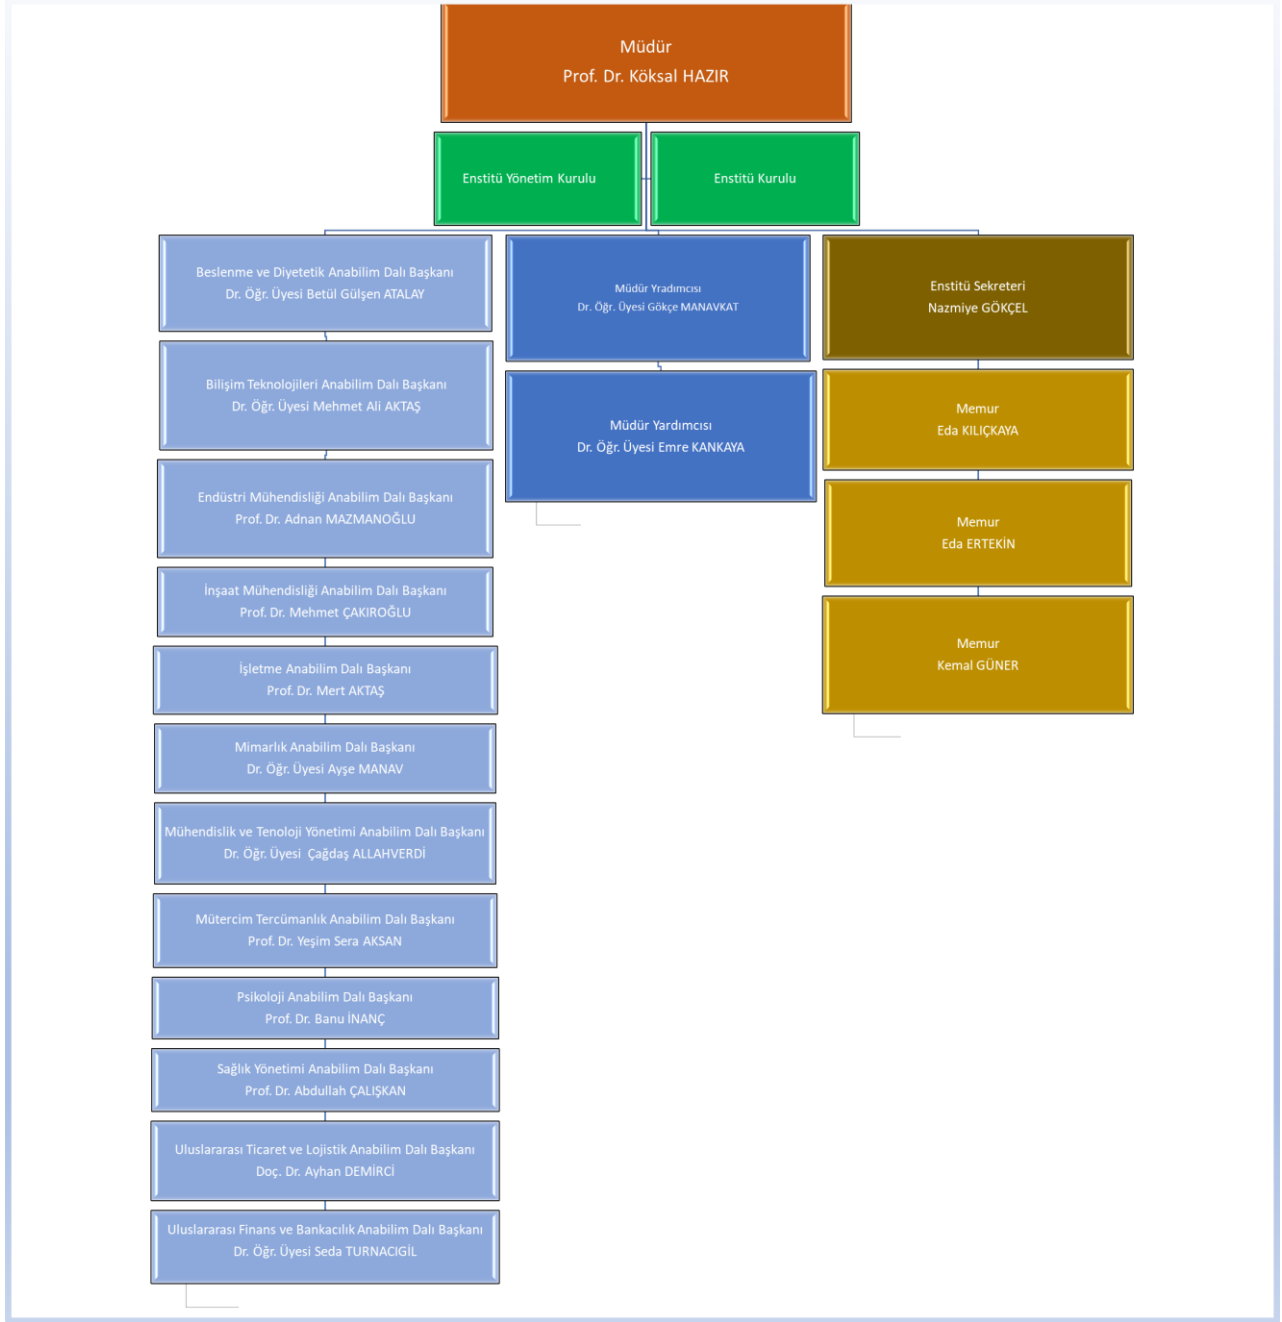 Müdür
Prof. Dr. Köksal HAZIR
Enstitü Yönetim Kurulu
Enstitü Kurulu
Beslenme ve Diyetetik Anabilim Dalı Başkanı
Dr. Öğr. Üyesi Betül Gülşen ATALAY
Bilişim Teknolojileri Anabilim Dalı Başkanı
Dr. Öğr. Üyesi Mehmet Ali AKTAŞ
Endüstri Mühendisliği Anabilim Dalı Başkanı
Prof. Dr. Adnan MAZMANOĞLU
İnşaat Mühendisliği Anabilim Dalı Başkanı
Prof. Dr. Mehmet ÇAKIROĞLU
İşletme Anabilim Dalı Başkanı
Prof. Dr. Mert AKTAŞ
Mimarlık Anabilim Dalı Başkanı
Dr. Öğr. Üyesi Ayşe MANAV
Mühendislik ve Tenoloji Yönetimi Anabilim Dalı Başkanı
Dr. Öğr. Üyesi Çağdaş ALLAHVERDİ
Mütercim Tercümanlık Anabilim Dalı Başkanı
Prof. Dr. Yeşim Sera AKSAN
Psikoloji Anabilim Dalı Başkanı
Prof. Dr. Banu İNANÇ
Sağlık Yönetimi Anabilim Dalı Başkanı
Prof. Dr. Abdullah ÇALIŞKAN
Uluslararası Ticaret ve Lojistik Anabilim Dalı Başkanı
Doç. Dr. Ayhan DEMİRCİ
Uluslararası Finans ve Bankacılık Anabilim Dalı Başkanı
Dr. Öğr. Üyesi Seda TURNACIGİL
Müdür Yradımcısı
Dr. Öğr. Üyesi Gökçe MANAVKAT
Müdür Yardımcısı
Dr. Öğr. Üyesi Emre KANKAYA
Enstitü Sekreteri
Nazmiye GÖKÇEL
Memur
Eda KILIÇKAYA
Memur
Eda ERTEKİN
Memur
Kemal GÜNER